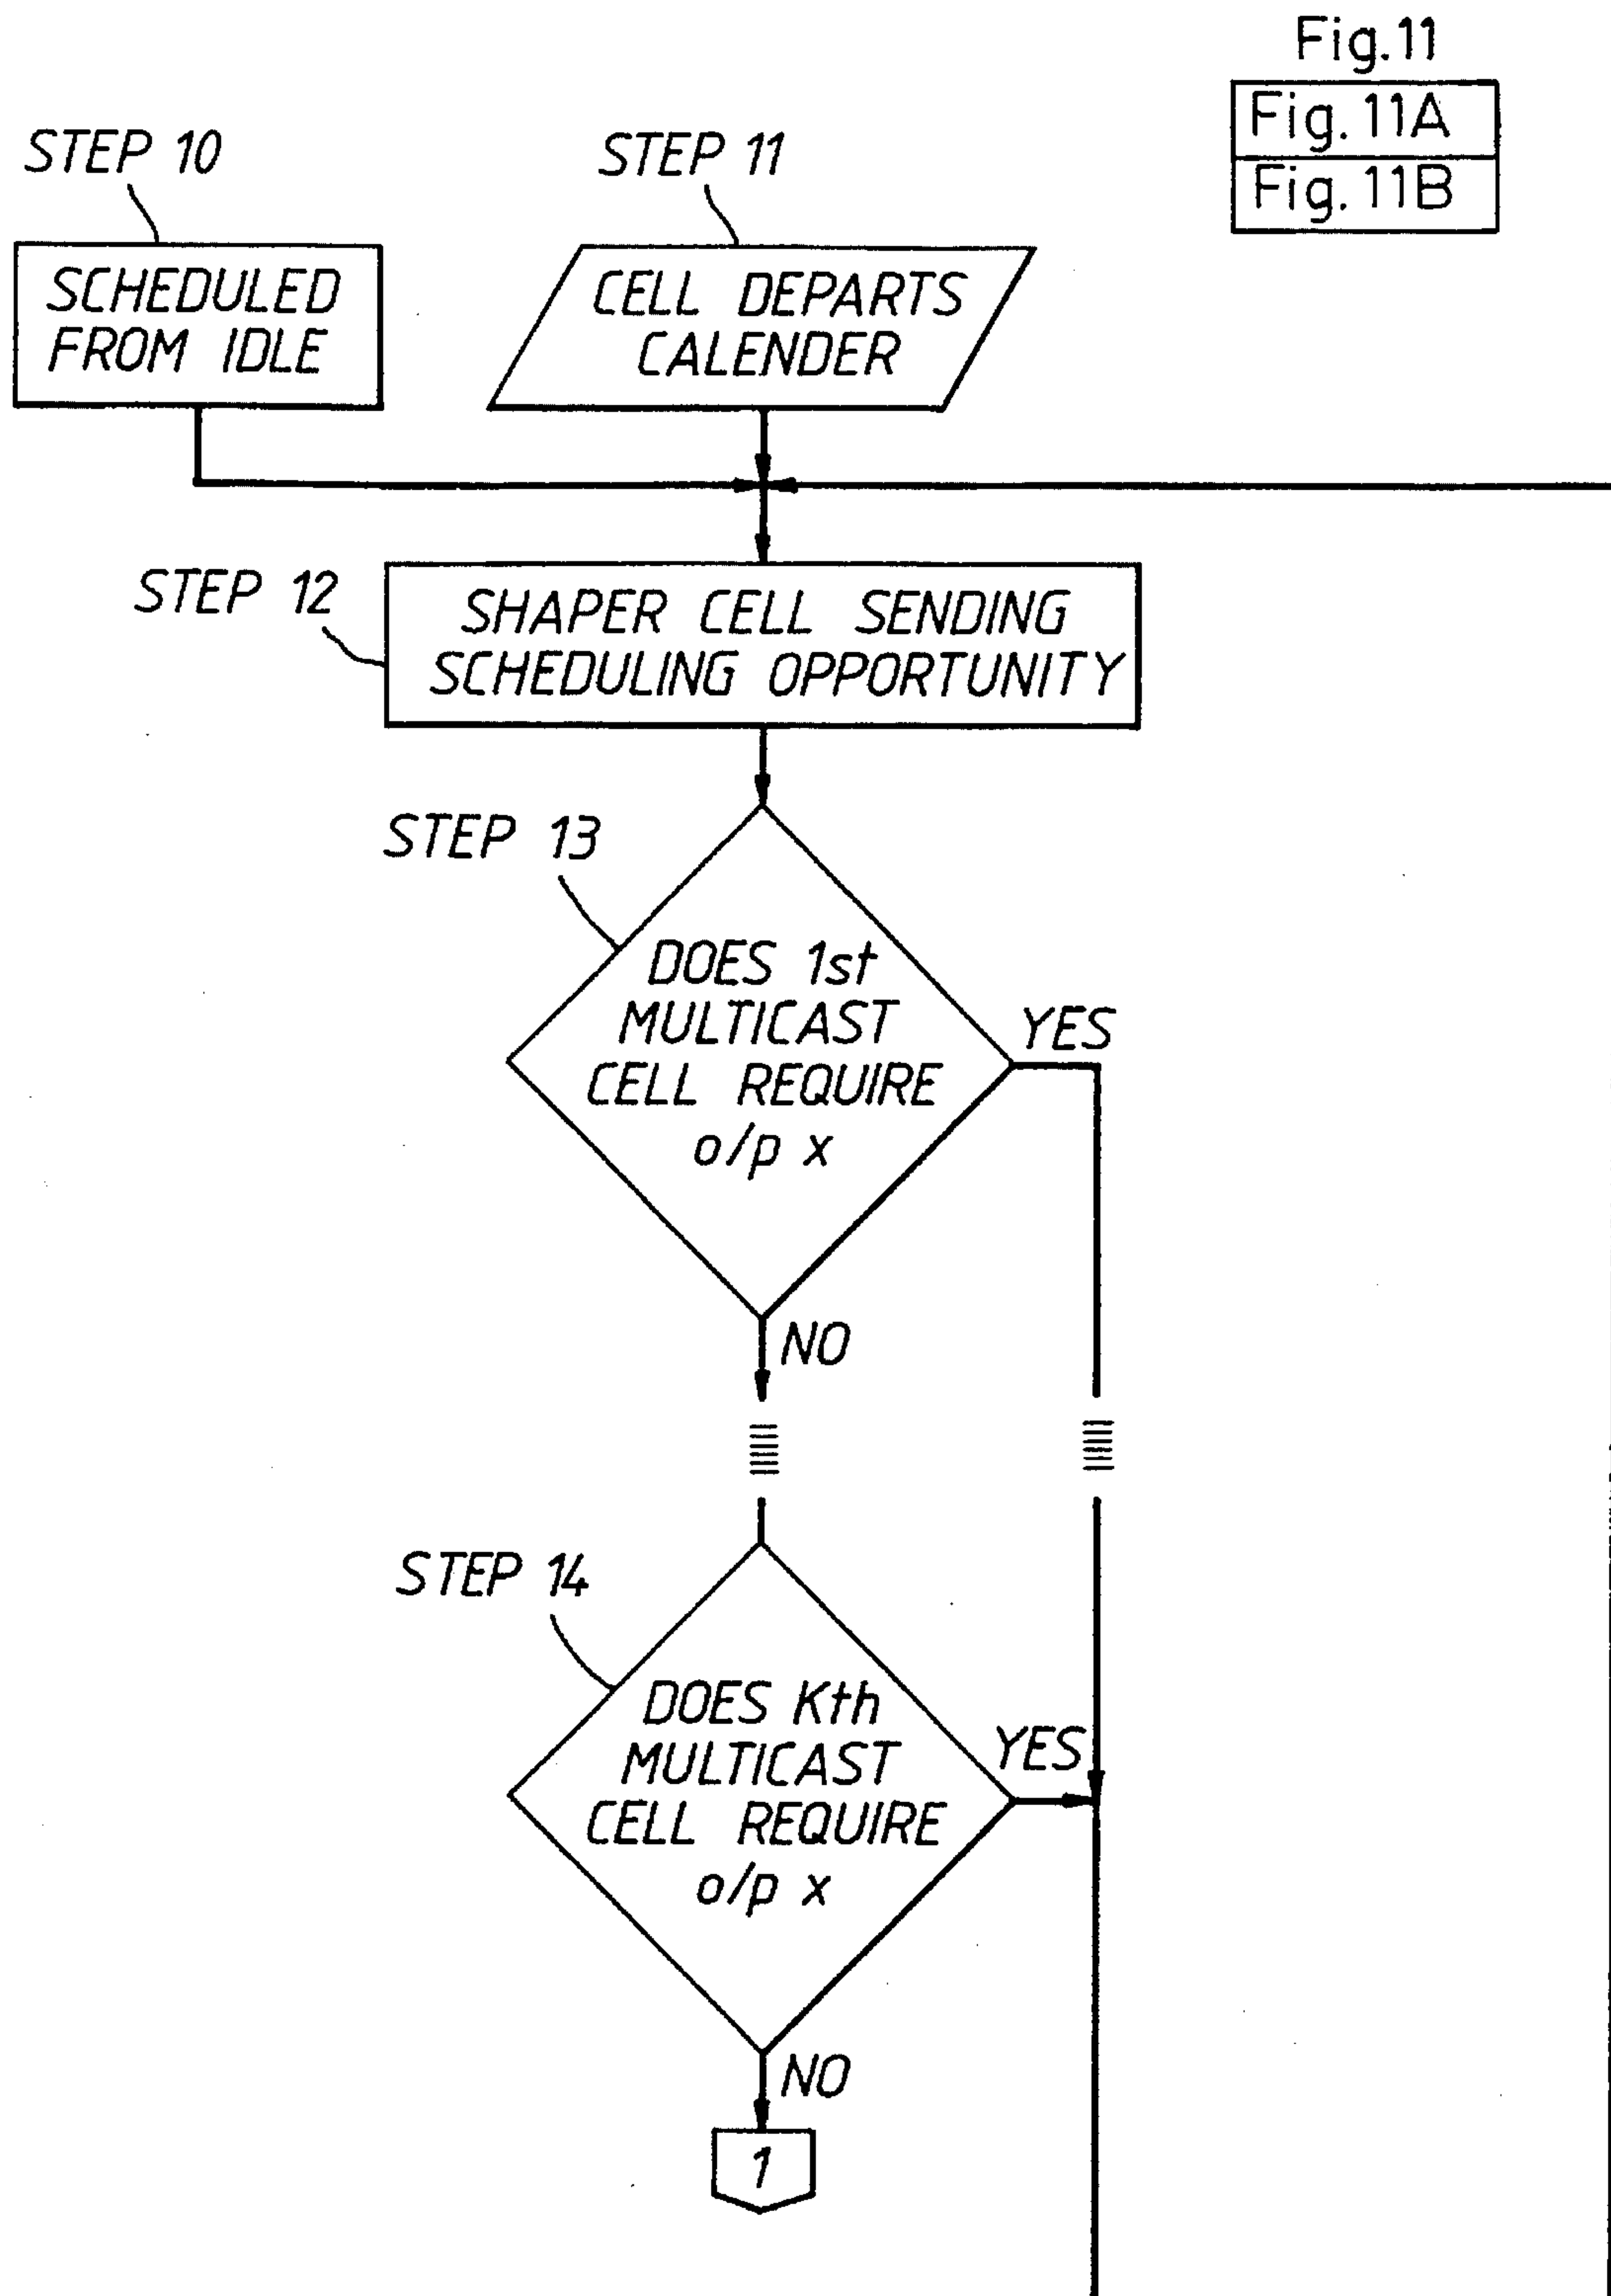 Fig.11
Fig.11A
Fig.11B
STEP 10
STEP 11
SCHEDULED
FROM IDLE
CELL DEPARTS
CALENDER
STEP 12
SHAPER CELL SENDING
SCHEDULING OPPORTUNITY
STEP 13
DOES 1st
MULTICAST
CELL REQUIRE
o/p x
YES
NO
STEP 14
DOES Kth
MULTICAST
CELL REQUIRE
o/p x
YES
NO
1